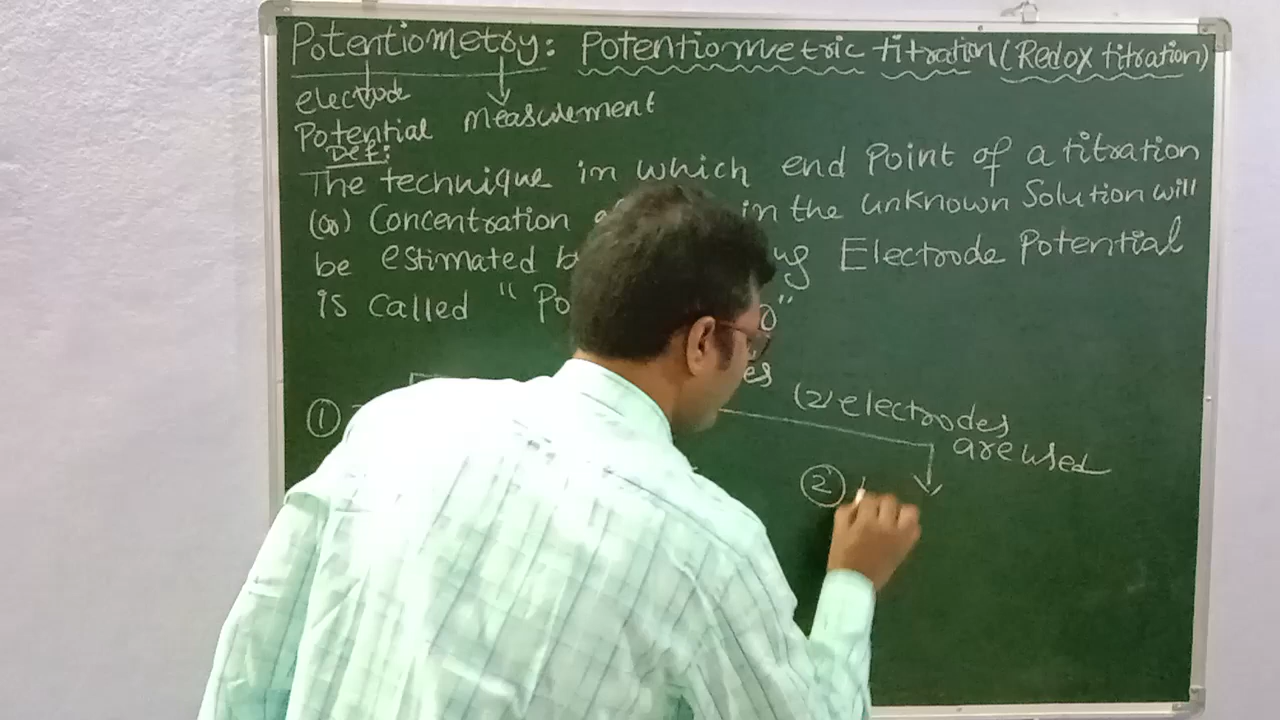 Potentiometry: Potentiometric titration (Redox titration)
electrode
Potential measurement
Def:
The technique in which end Point of a titration
(or) Concentration in the unknown Solution will
be estimated Electrode Potential
is called "
(2) electrodes
are used
①
②